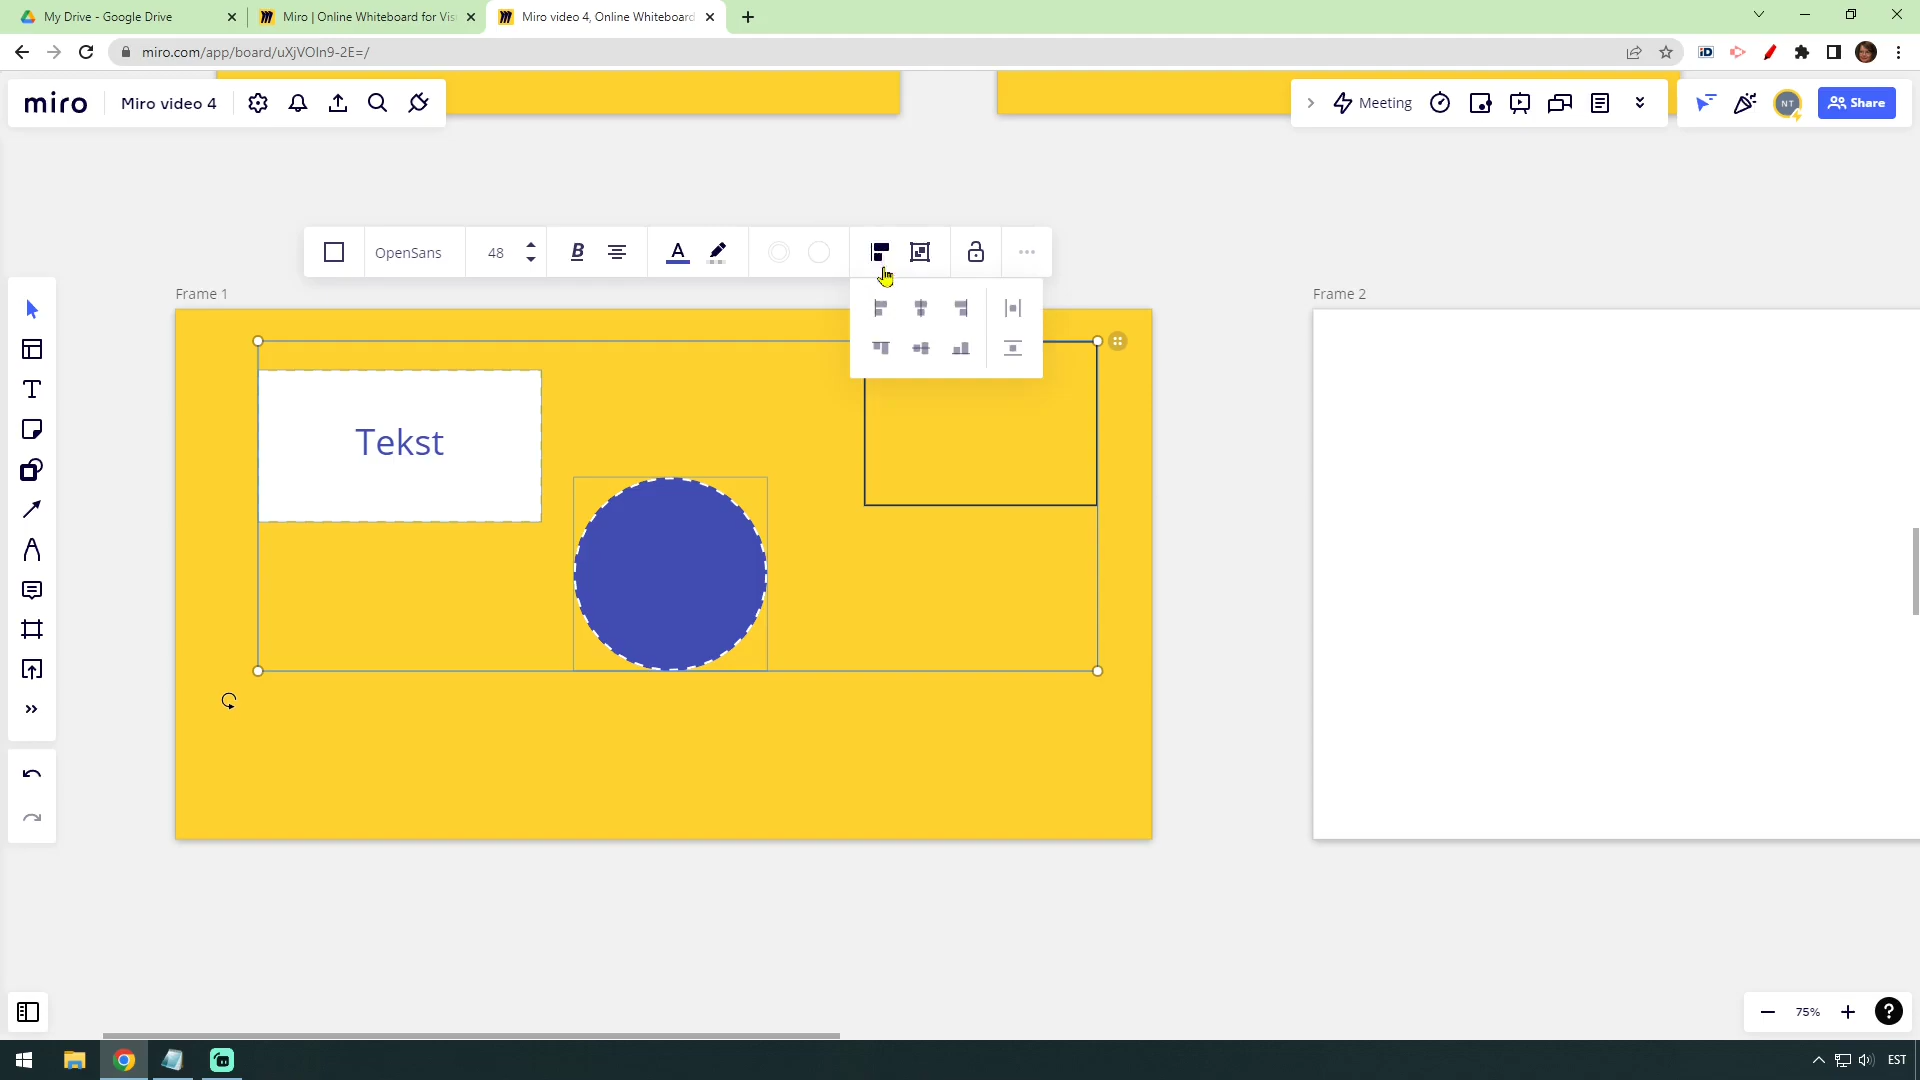 My Drive - Google Drive
Miro | Online Whiteboard for Vis
Miro video 4, Online Whiteboard
miro.com/app/board/uXjVOIn9-2E=/
miro
Miro video 4
Meeting
NT
Share
OpenSans
48
B
A
Frame 1
Frame 2
Tekst
75%
?
EST